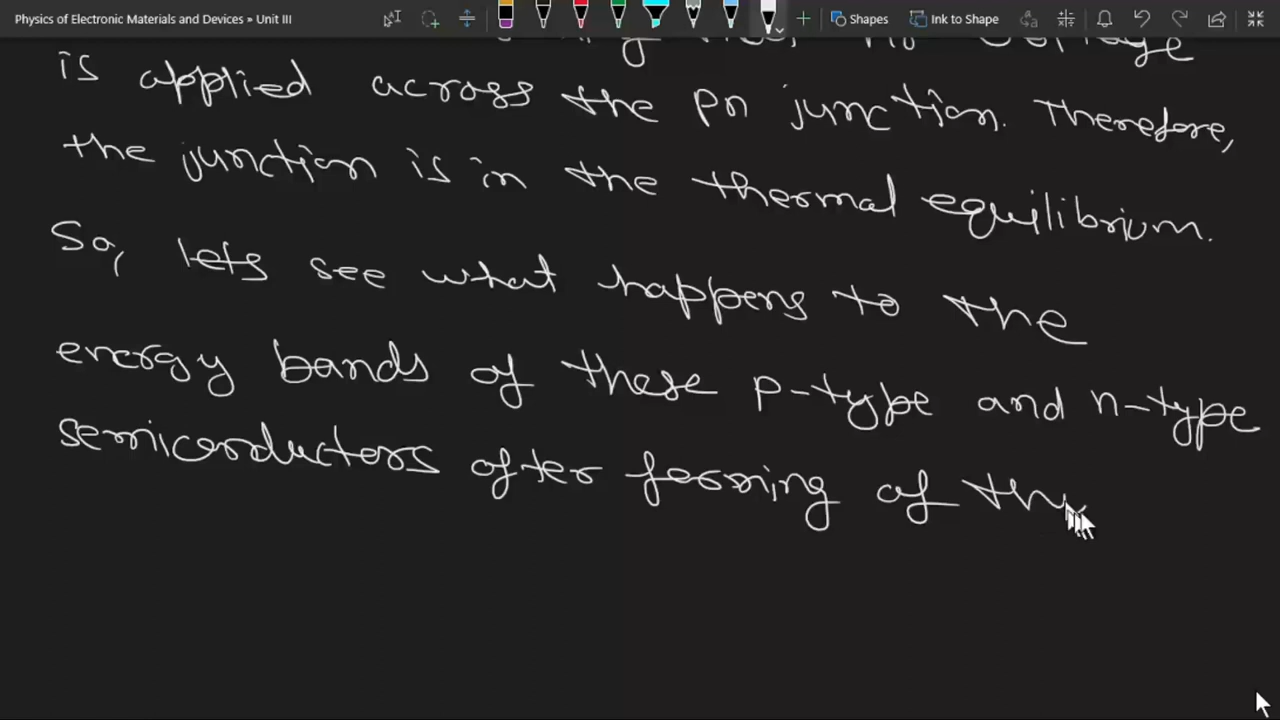 Physics of Electronic Materials and Devices » Unit III
Shapes
Ink to Shape
is applied across the pn junction. Therefore,
the junction is in the thermal equilibrium.
So, lets see what happens to the
energy bands of these p-type and n-type
semiconductors after forming of the